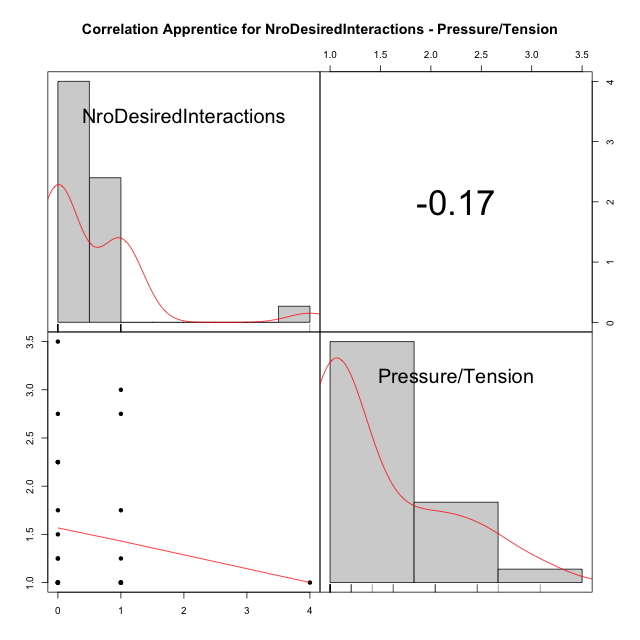 Correlation Apprentice for NroDesiredInteractions - Pressure/Tension
1.0 1.5 2.0 2.5 3.0 3.5
NroDesiredInteractions
-0.17
4
3
2
1
0
Pressure/Tension
3.5
3.0
2.5
2.0
1.5
1.0
0 1 2 3 4